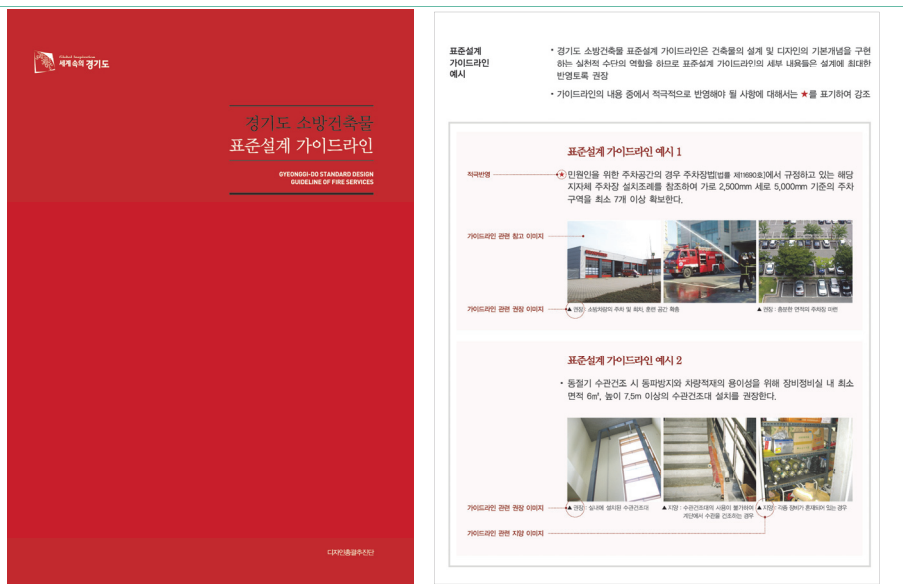 Global Inspiration
세계 속의 경기도
경기도 소방건축물
표준설계 가이드라인
GYEONGGI-DO STANDARD DESIGN
GUIDELINE OF FIRE SERVICES
디자인총괄추진단
표준설계
가이드라인
예시
• 경기도 소방건축물 표준설계 가이드라인은 건축물의 설계 및 디자인의 기본개념을 구현
하는 실천적 수단의 역할을 하므로 표준설계 가이드라인의 세부 내용들은 설계에 최대한
반영토록 권장
• 가이드라인의 내용 중에서 적극적으로 반영해야 될 사항에 대해서는 ★를 표기하여 강조
표준설계 가이드라인 예시 1
적극반영
★민원인을 위한 주차공간의 경우 주차장법[법률 제11690호]에서 규정하고 있는 해당
지자체 주차장 설치조례를 참조하여 가로 2,500mm 세로 5,000mm 기준의 주차
구역을 최소 7개 이상 확보한다.
가이드라인 관련 참고 이미지
가이드라인 관련 권장 이미지
▲ 권장 : 소방차량의 주차 및 회차, 훈련 공간 확충
▲ 권장 : 충분한 면적의 주차장 마련
표준설계 가이드라인 예시 2
• 동절기 수관건조 시 동파방지와 차량적재의 용이성을 위해 장비정비실 내 최소
면적 6㎡, 높이 7.5m 이상의 수관건조대 설치를 권장한다.
가이드라인 관련 권장 이미지
▲ 권장 : 실내에 설치된 수관건조대
▲ 지양 : 수관건조대의 사용이 불가하여
계단에서 수관을 건조하는 경우
▲ 지양 : 각종 장비가 혼재되어 있는 경우
가이드라인 관련 지양 이미지